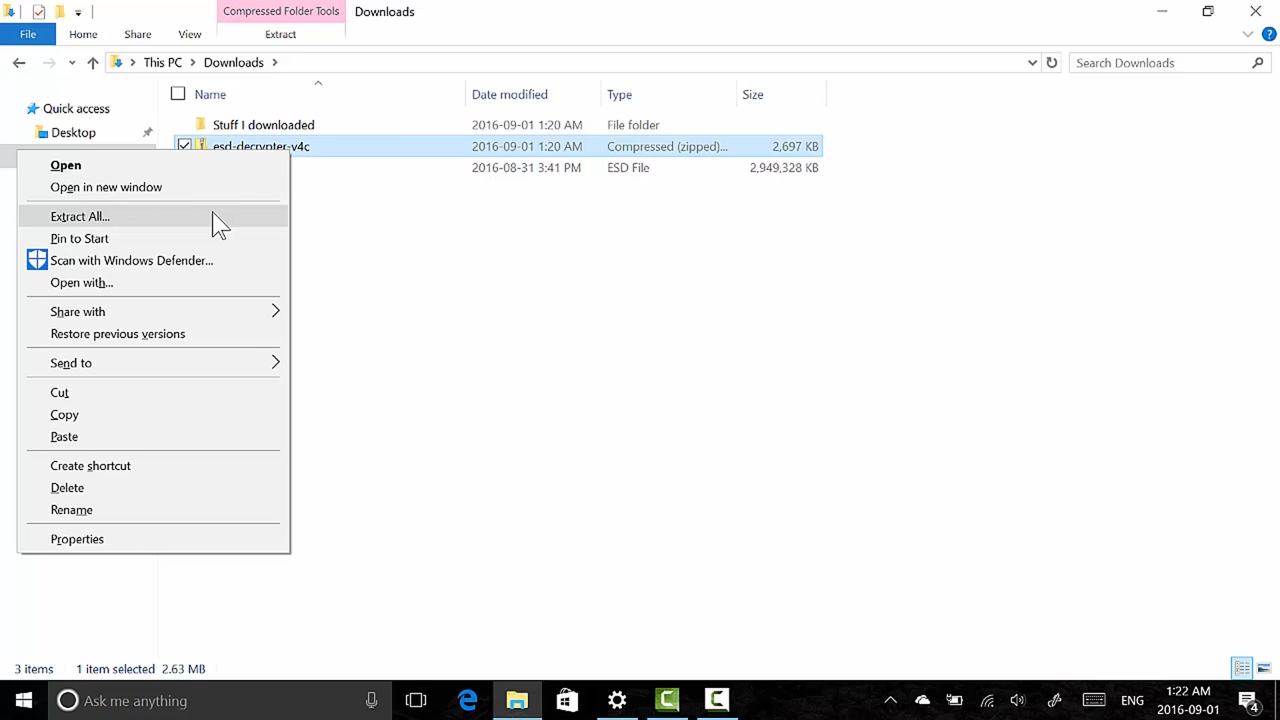 Compressed Folder Tools Downloads
File Home Share View Extract
This PC Downloads Search Downloads
Name Date modified Type Size
Quick access
Desktop
Stuff I downloaded 2016-09-01 1:20 AM File folder
esd-decrypter-v4c 2016-09-01 1:20 AM Compressed (zipped)... 2,697 KB
2016-08-31 3:41 PM ESD File 2,949,328 KB
Open
Open in new window
Extract All...
Pin to Start
Scan with Windows Defender...
Open with...
Share with
Restore previous versions
Send to
Cut
Copy
Paste
Create shortcut
Delete
Rename
Properties
3 items 1 item selected 2.63 MB
Ask me anything
ENG
1:22 AM
2016-09-01
4